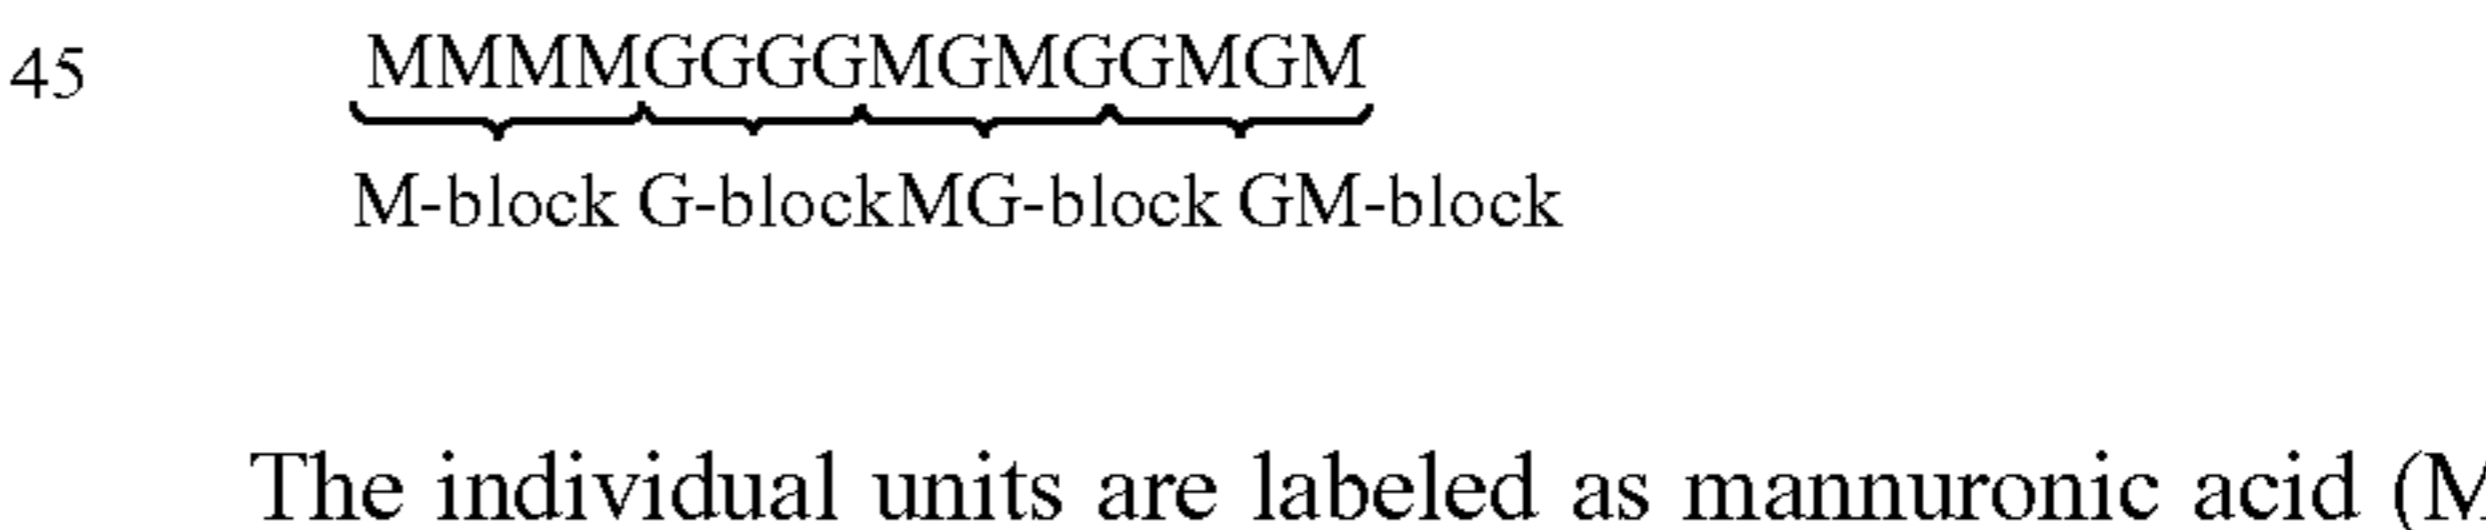 45 MMMMGGGGMGMGGMGM
M-block G-blockMG-block GM-block
The individual units are labeled as mannuronic acid (M